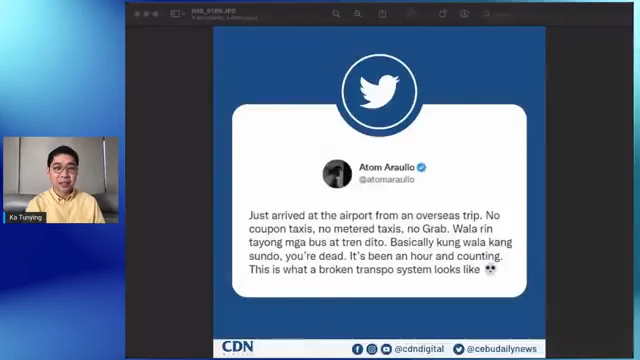 IMG_0169.JPG
Atom Araullo
@atomaraullo
Just arrived at the airport from an overseas trip. No
coupon taxis, no metered taxis, no Grab. Wala rin
tayong mga bus at tren dito. Basically kung wala kang
sundo, you're dead. It's been an hour and counting.
This is what a broken transpo system looks like 💀
Ka Tunying
CDN
@cdndigital
@cebudailynews